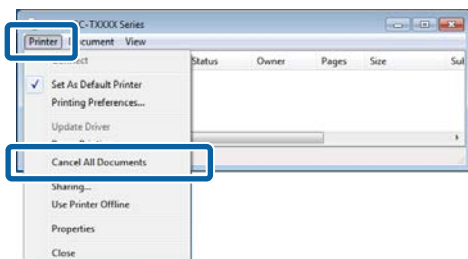 C-TXXXX Series
Printer Document View
Connect
Status Owner Pages Size Sul
Set As Default Printer
Printing Preferences...
Update Driver
Cancel All Documents
Sharing...
Use Printer Offline
Properties
Close